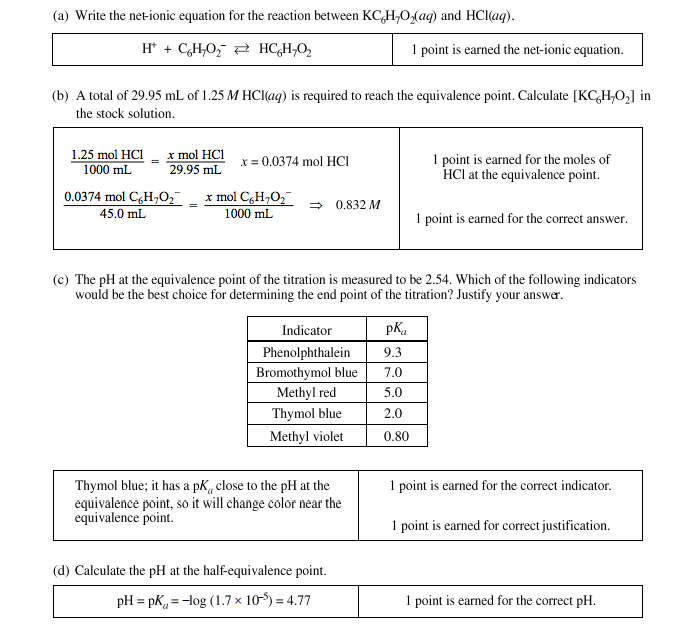 (a) Write the net-ionic equation for the reaction between KC₆H₇O₂(aq) and HCl(aq).
H⁺ + C₆H₇O₂⁻ ⇄ HC₆H₇O₂
1 point is earned the net-ionic equation.
(b) A total of 29.95 mL of 1.25 M HCl(aq) is required to reach the equivalence point. Calculate [KC₆H₇O₂] in
the stock solution.
1.25 mol HCl / 1000 mL = x mol HCl / 29.95 mL x = 0.0374 mol HCl
0.0374 mol C₆H₇O₂⁻ / 45.0 mL = x mol C₆H₇O₂⁻ / 1000 mL ⇒ 0.832 M
1 point is earned for the moles of
HCl at the equivalence point.
1 point is earned for the correct answer.
(c) The pH at the equivalence point of the titration is measured to be 2.54. Which of the following indicators
would be the best choice for determining the end point of the titration? Justify your answer.
Indicator pKₐ
Phenolphthalein 9.3
Bromothymol blue 7.0
Methyl red 5.0
Thymol blue 2.0
Methyl violet 0.80
Thymol blue; it has a pKₐ close to the pH at the
equivalence point, so it will change color near the
equivalence point.
1 point is earned for the correct indicator.
1 point is earned for correct justification.
(d) Calculate the pH at the half-equivalence point.
pH = pKₐ = −log (1.7 × 10⁻⁵) = 4.77
1 point is earned for the correct pH.